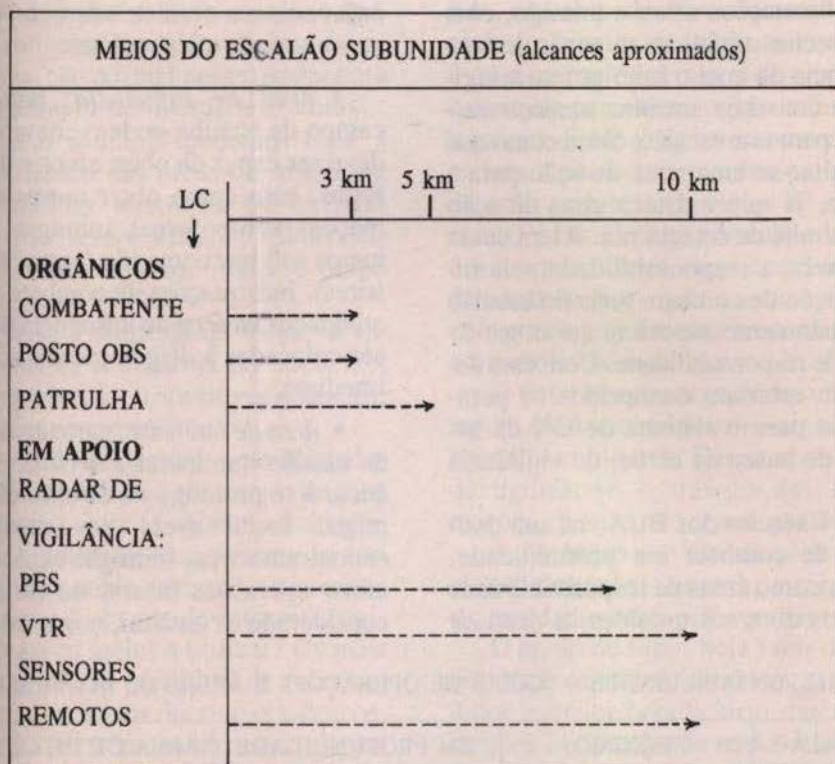 MEIOS DO ESCALÃO SUBUNIDADE (alcances aproximados)
LC 3 km 5 km 10 km
ORGÂNICOS
COMBATENTE
POSTO OBS
PATRULHA
EM APOIO
RADAR DE
VIGILÂNCIA:
PES
VTR
SENSORES
REMOTOS